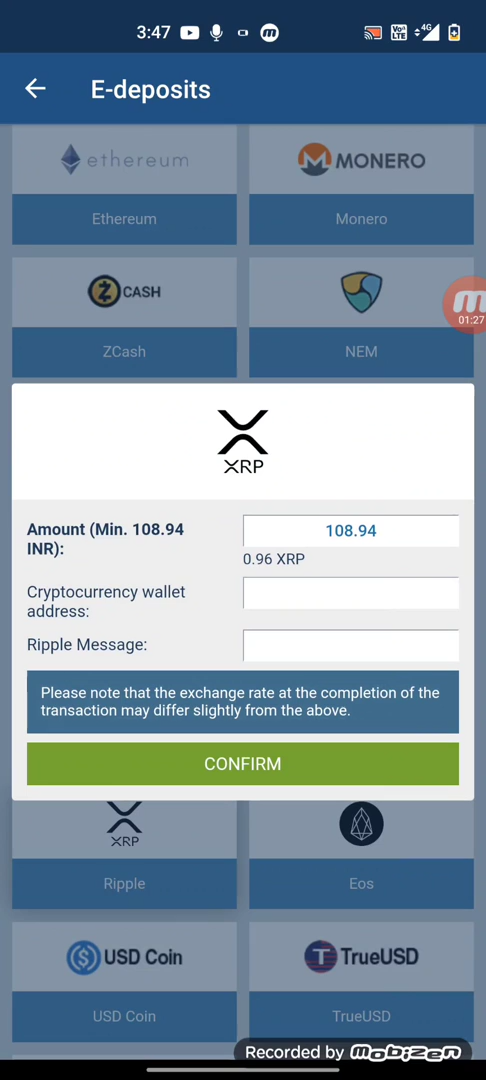 3:47
4G
Vo)
LTE
E-deposits
ethereum
MONERO
Ethereum
Monero
CASH
ZCash
NEM
01:27
XRP
Amount (Min. 108.94
INR):
108.94
0.96 XRP
Cryptocurrency wallet
address:
Ripple Message:
Please note that the exchange rate at the completion of the
transaction may differ slightly from the above.
CONFIRM
XRP
Ripple
Eos
USD Coin
TrueUSD
USD Coin
TrueUSD
Recorded by mobizen